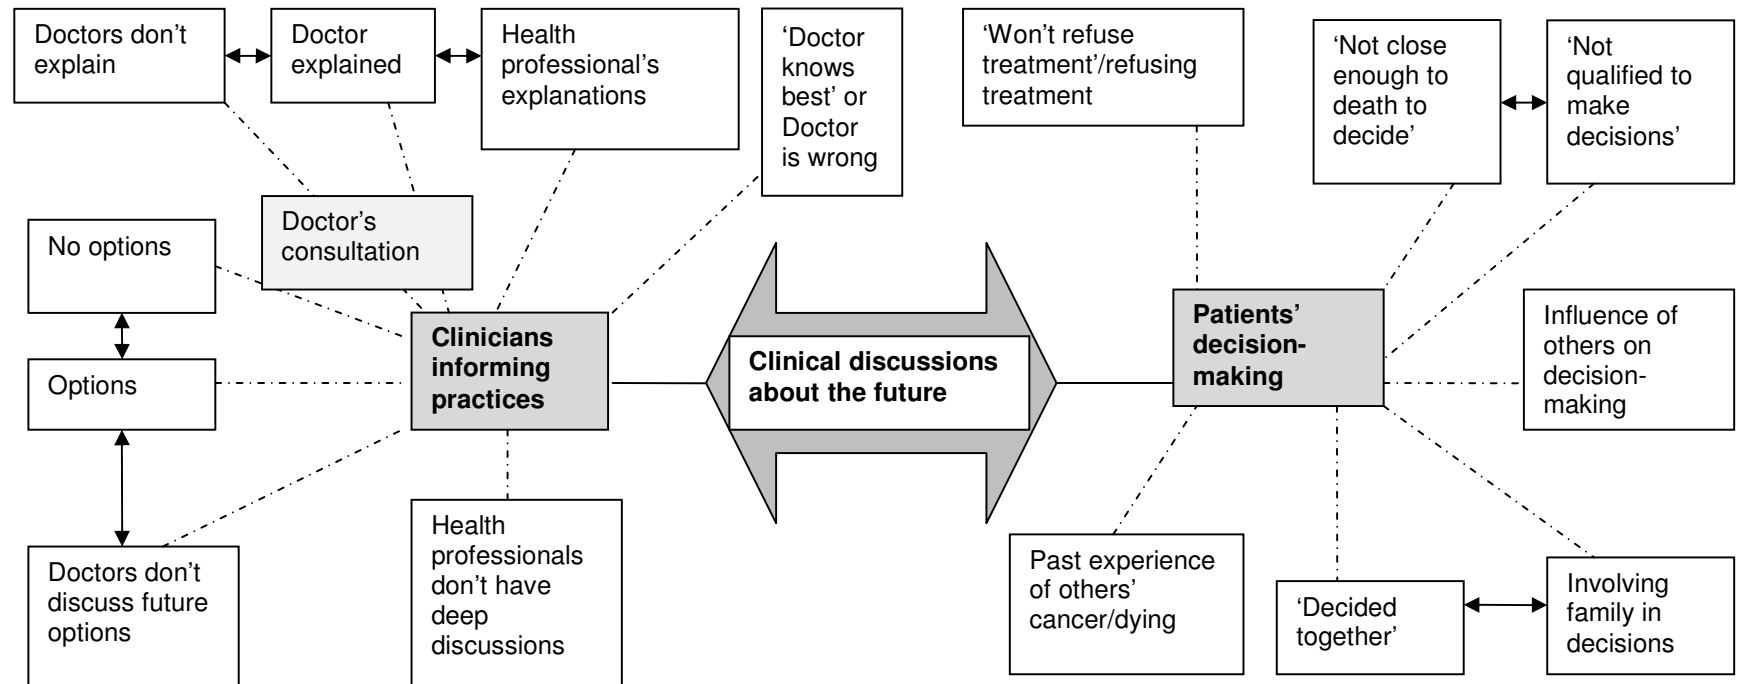 Doctors don’t
explain
Doctor
explained
Health
professional’s
explanations
‘Doctor
knows
best’ or
Doctor
is wrong
‘Won’t refuse
treatment’/refusing
treatment
‘Not close
enough to
death to
decide’
‘Not
qualified to
make
decisions’
Doctor’s
consultation
No options
Options
Clinicians
informing
practices
Clinical discussions
about the future
Patients’
decision-
making
Influence of
others on
decision-
making
Doctors don’t
discuss future
options
Health
professionals
don’t have
deep
discussions
Past experience
of others’
cancer/dying
‘Decided
together’
Involving
family in
decisions